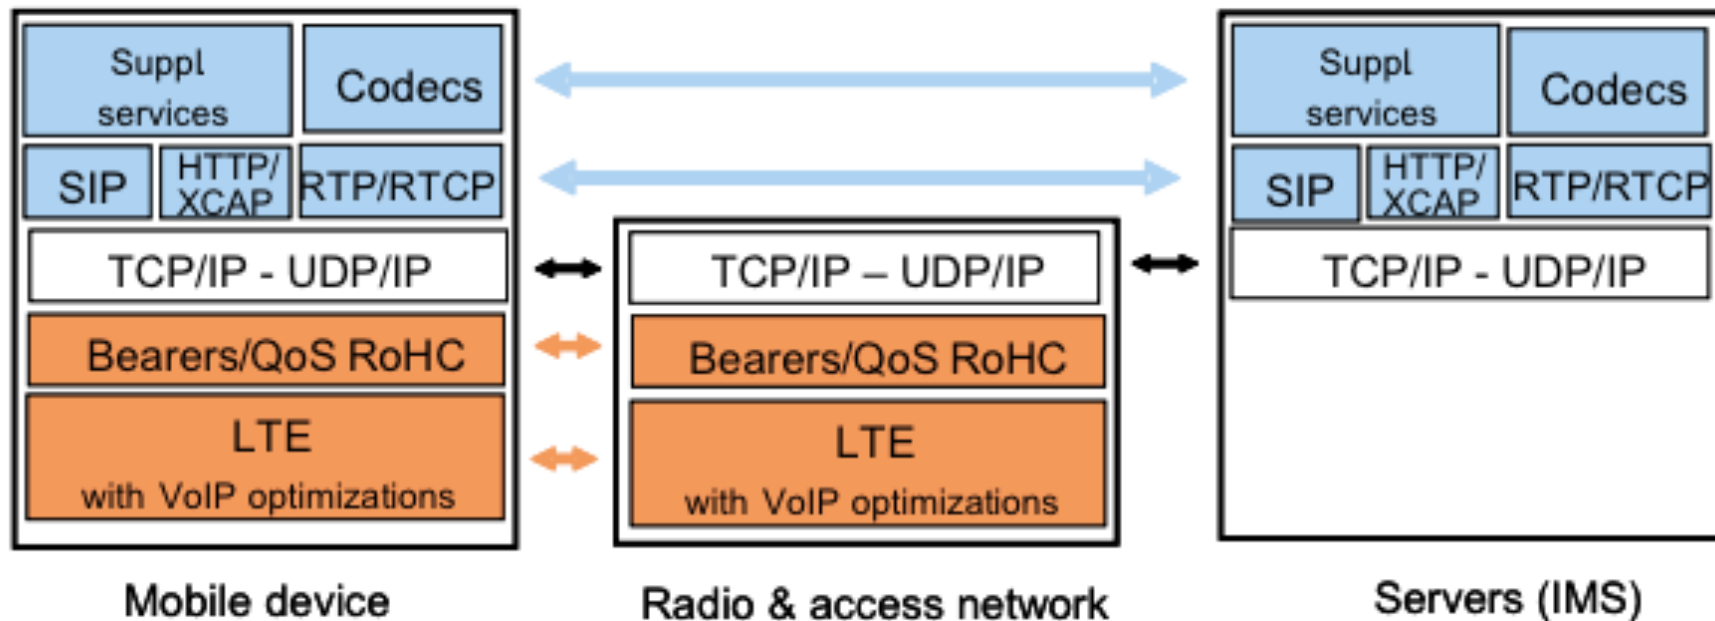 Suppl
services
Codecs
SIP
HTTP/
XCAP
RTP/RTCP
TCP/IP - UDP/IP
Bearers/QoS RoHC
LTE
with VoIP optimizations
Mobile device
TCP/IP – UDP/IP
Bearers/QoS RoHC
LTE
with VoIP optimizations
Radio & access network
Suppl
services
Codecs
SIP
HTTP/
XCAP
RTP/RTCP
TCP/IP - UDP/IP
Servers (IMS)